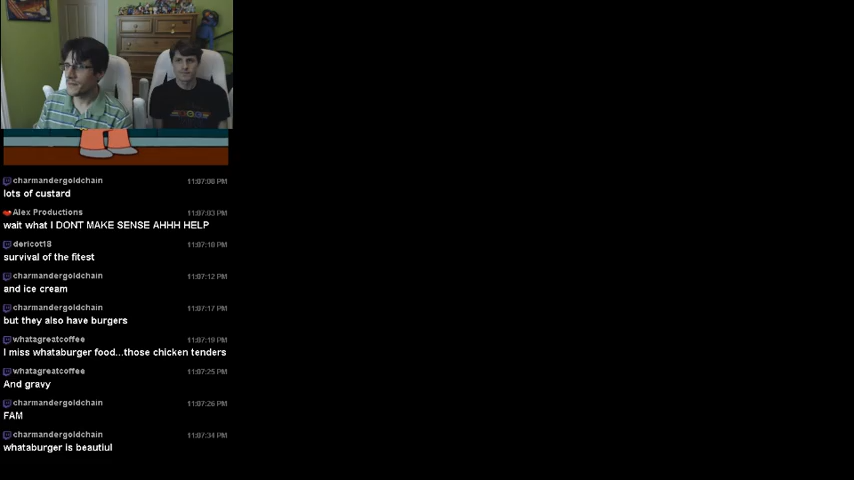 charmandergoldchain 11:07:08 PM
lots of custard
Alex Productions 11:07:03 PM
wait what I DONT MAKE SENSE AHHH HELP
dericot18 11:07:10 PM
survival of the fitest
charmandergoldchain 11:07:12 PM
and ice cream
charmandergoldchain 11:07:17 PM
but they also have burgers
whatagreatcoffee 11:07:19 PM
I miss whataburger food...those chicken tenders
whatagreatcoffee 11:07:25 PM
And gravy
charmandergoldchain 11:07:26 PM
FAM
charmandergoldchain 11:07:34 PM
whataburger is beautiul